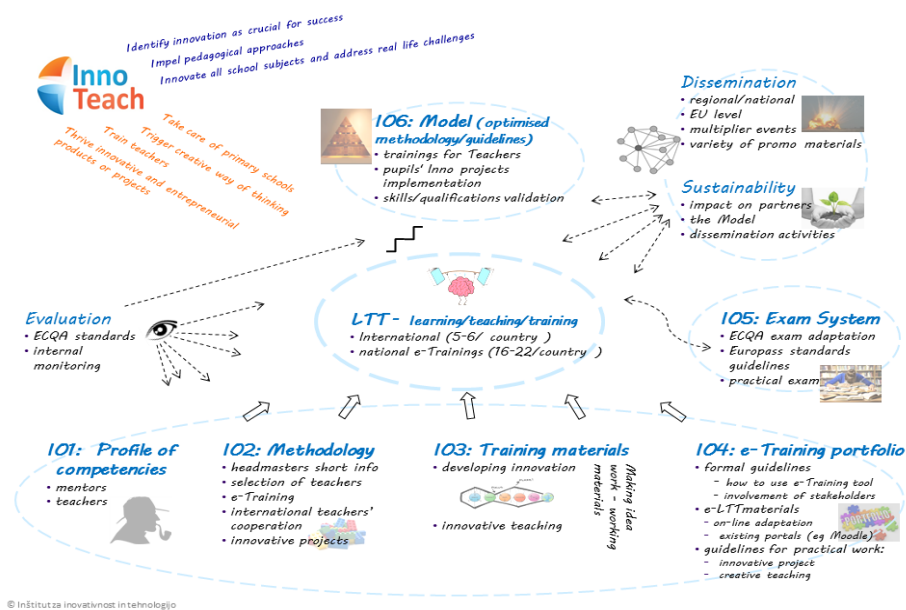 Inno
Teach
Identify innovation as crucial for success
Impel pedagogical approaches
Innovate all school subjects and address real life challenges
Take care of primary schools
Trigger creative way of thinking
Train teachers
Thrive innovative and entrepreneurial
products or projects
IO6: Model (optimised
methodology/guidelines)
• trainings for Teachers
• pupils' Inno projects
implementation
• skills/qualifications validation
Dissemination
• regional/national
• EU level
• multiplier events
• variety of promo materials
Sustainability
• impact on partners
• the Model
• dissemination activities
Evaluation
• ECQA standards
• internal
monitoring
LTT - learning/teaching/training
• International (5-6/ country )
• national e-Trainings (16-22/country )
IO5: Exam System
• ECQA exam adaptation
• Europass standards
guidelines
• practical exam
IO1: Profile of
competencies
• mentors
• teachers
IO2: Methodology
• headmasters short info
• selection of teachers
• e-Training
• international teachers'
cooperation
• innovative projects
IO3: Training materials
• developing innovation
• innovative teaching
Making idea
work - working
materials
IO4: e-Training portfolio
• formal guidelines
- how to use e-Training tool
- involvement of stakeholders
• e-LTTmaterials
- on-line adaptation
- existing portals (eg Moodle)
• guidelines for practical work:
- innovative project
- creative teaching
© Inštitut za inovativnost in tehnologijo